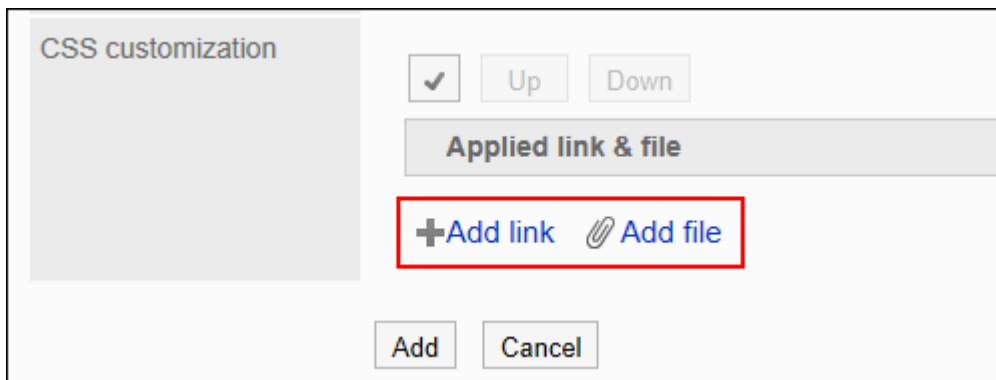 CSS customization
Up Down
Applied link & file
Add link Add file
Add Cancel